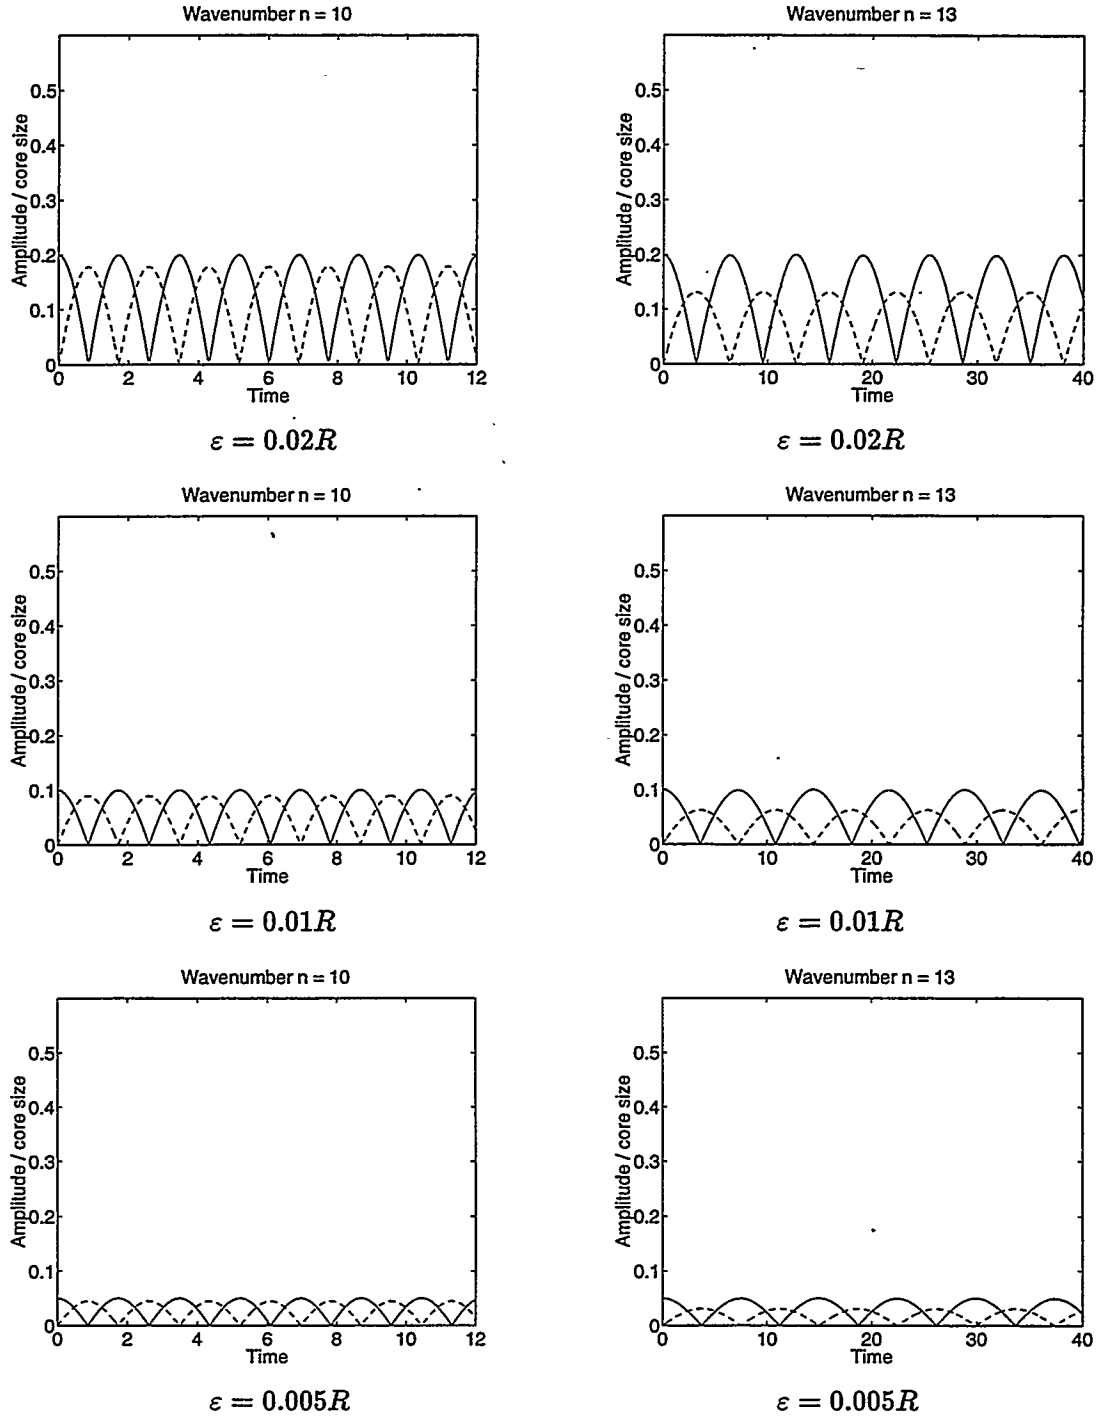 Wavenumber n = 10
Amplitude / core size
0.5
0.4
0.3
0.2
0.1
0
0 2 4 6 8 10 12
Time
ε = 0.02R
Wavenumber n = 13
Amplitude / core size
0.5
0.4
0.3
0.2
0.1
0
0 10 20 30 40
Time
ε = 0.02R
Wavenumber n = 10
Amplitude / core size
0.5
0.4
0.3
0.2
0.1
0
0 2 4 6 8 10 12
Time
ε = 0.01R
Wavenumber n = 13
Amplitude / core size
0.5
0.4
0.3
0.2
0.1
0
0 10 20 30 40
Time
ε = 0.01R
Wavenumber n = 10
Amplitude / core size
0.5
0.4
0.3
0.2
0.1
0
0 2 4 6 8 10 12
Time
ε = 0.005R
Wavenumber n = 13
Amplitude / core size
0.5
0.4
0.3
0.2
0.1
0
0 10 20 30 40
Time
ε = 0.005R